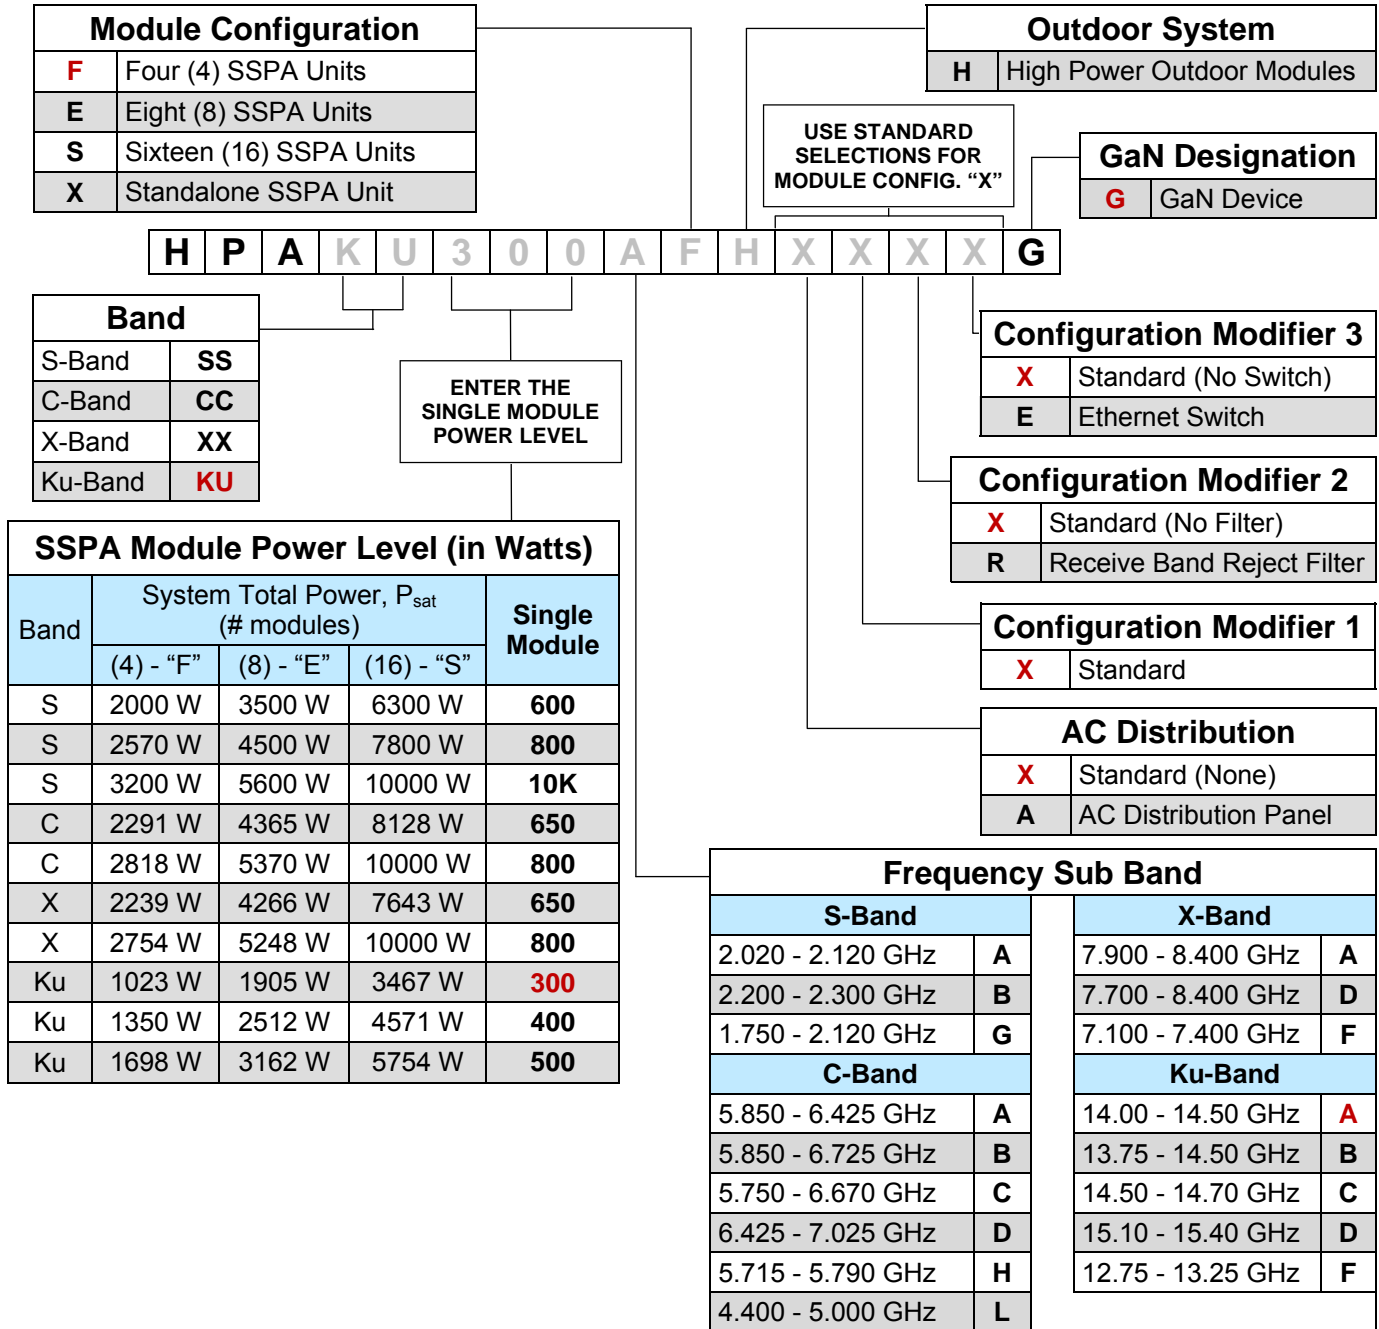 Module Configuration
F Four (4) SSPA Units
E Eight (8) SSPA Units
S Sixteen (16) SSPA Units
X Standalone SSPA Unit
Outdoor System
H High Power Outdoor Modules
USE STANDARD
SELECTIONS FOR
MODULE CONFIG. “X”
GaN Designation
G GaN Device
H P A K U 3 0 0 A F H X X X X G
Band
S-Band SS
C-Band CC
X-Band XX
Ku-Band KU
ENTER THE
SINGLE MODULE
POWER LEVEL
Configuration Modifier 3
X Standard (No Switch)
E Ethernet Switch
Configuration Modifier 2
X Standard (No Filter)
R Receive Band Reject Filter
Configuration Modifier 1
X Standard
AC Distribution
X Standard (None)
A AC Distribution Panel
SSPA Module Power Level (in Watts)
Band System Total Power, Psat (# modules) Single Module
(4) - “F” (8) - “E” (16) - “S”
S 2000 W 3500 W 6300 W 600
S 2570 W 4500 W 7800 W 800
S 3200 W 5600 W 10000 W 10K
C 2291 W 4365 W 8128 W 650
C 2818 W 5370 W 10000 W 800
X 2239 W 4266 W 7643 W 650
X 2754 W 5248 W 10000 W 800
Ku 1023 W 1905 W 3467 W 300
Ku 1350 W 2512 W 4571 W 400
Ku 1698 W 3162 W 5754 W 500
Frequency Sub Band
S-Band
2.020 - 2.120 GHz A
2.200 - 2.300 GHz B
1.750 - 2.120 GHz G
C-Band
5.850 - 6.425 GHz A
5.850 - 6.725 GHz B
5.750 - 6.670 GHz C
6.425 - 7.025 GHz D
5.715 - 5.790 GHz H
4.400 - 5.000 GHz L
X-Band
7.900 - 8.400 GHz A
7.700 - 8.400 GHz D
7.100 - 7.400 GHz F
Ku-Band
14.00 - 14.50 GHz A
13.75 - 14.50 GHz B
14.50 - 14.70 GHz C
15.10 - 15.40 GHz D
12.75 - 13.25 GHz F